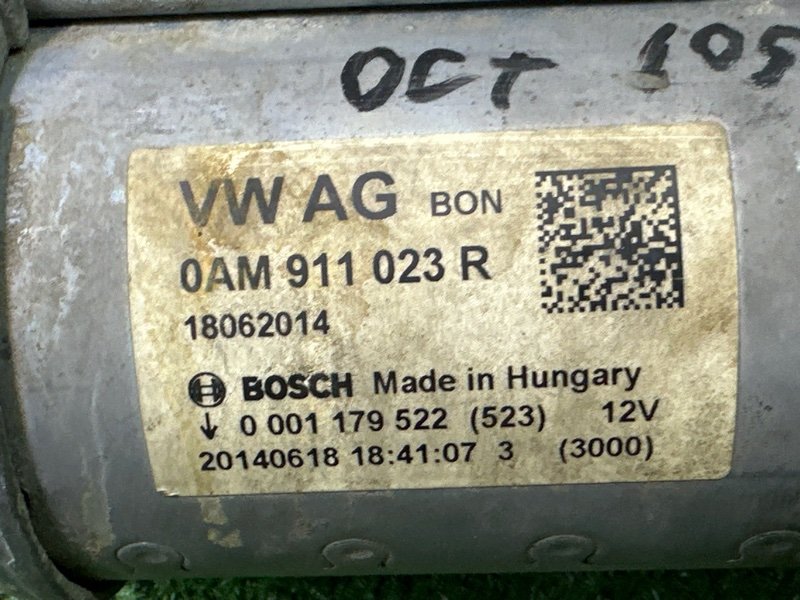 OCT 105
VW AG BON
0AM 911 023 R
18062014
BOSCH Made in Hungary
↓ 0 001 179 522 (523) 12V
20140618 18:41:07 3 (3000)